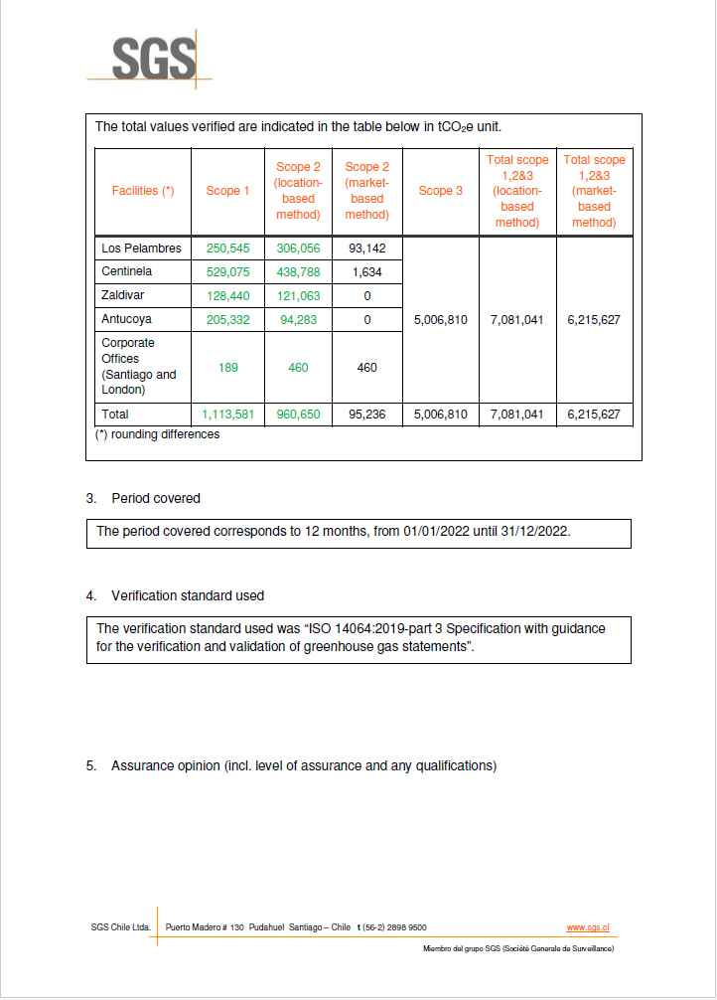 SGS
The total values verified are indicated in the table below in tCO₂e unit.
Facilities (*)
Scope 1
Scope 2
(location-
based
method)
Scope 2
(market-
based
method)
Scope 3
Total scope
1,2&3
(location-
based
method)
Total scope
1,2&3
(market-
based
method)
Los Pelambres 250,545 306,056 93,142
Centinela 529,075 438,788 1,634
Zaldivar 128,440 121,063 0
Antucoya 205,332 94,283 0 5,006,810 7,081,041 6,215,627
Corporate
Offices
(Santiago and
London)
189 460 460
Total 1,113,581 960,650 95,236 5,006,810 7,081,041 6,215,627
(*) rounding differences
3. Period covered
The period covered corresponds to 12 months, from 01/01/2022 until 31/12/2022.
4. Verification standard used
The verification standard used was “ISO 14064:2019-part 3 Specification with guidance
for the verification and validation of greenhouse gas statements”.
5. Assurance opinion (incl. level of assurance and any qualifications)
SGS Chile Ltda. Puerto Madero # 130 Pudahuel Santiago – Chile t (56-2) 2898 9500 www.sgs.cl
Miembro del grupo SGS (Société Generale de Surveillance)